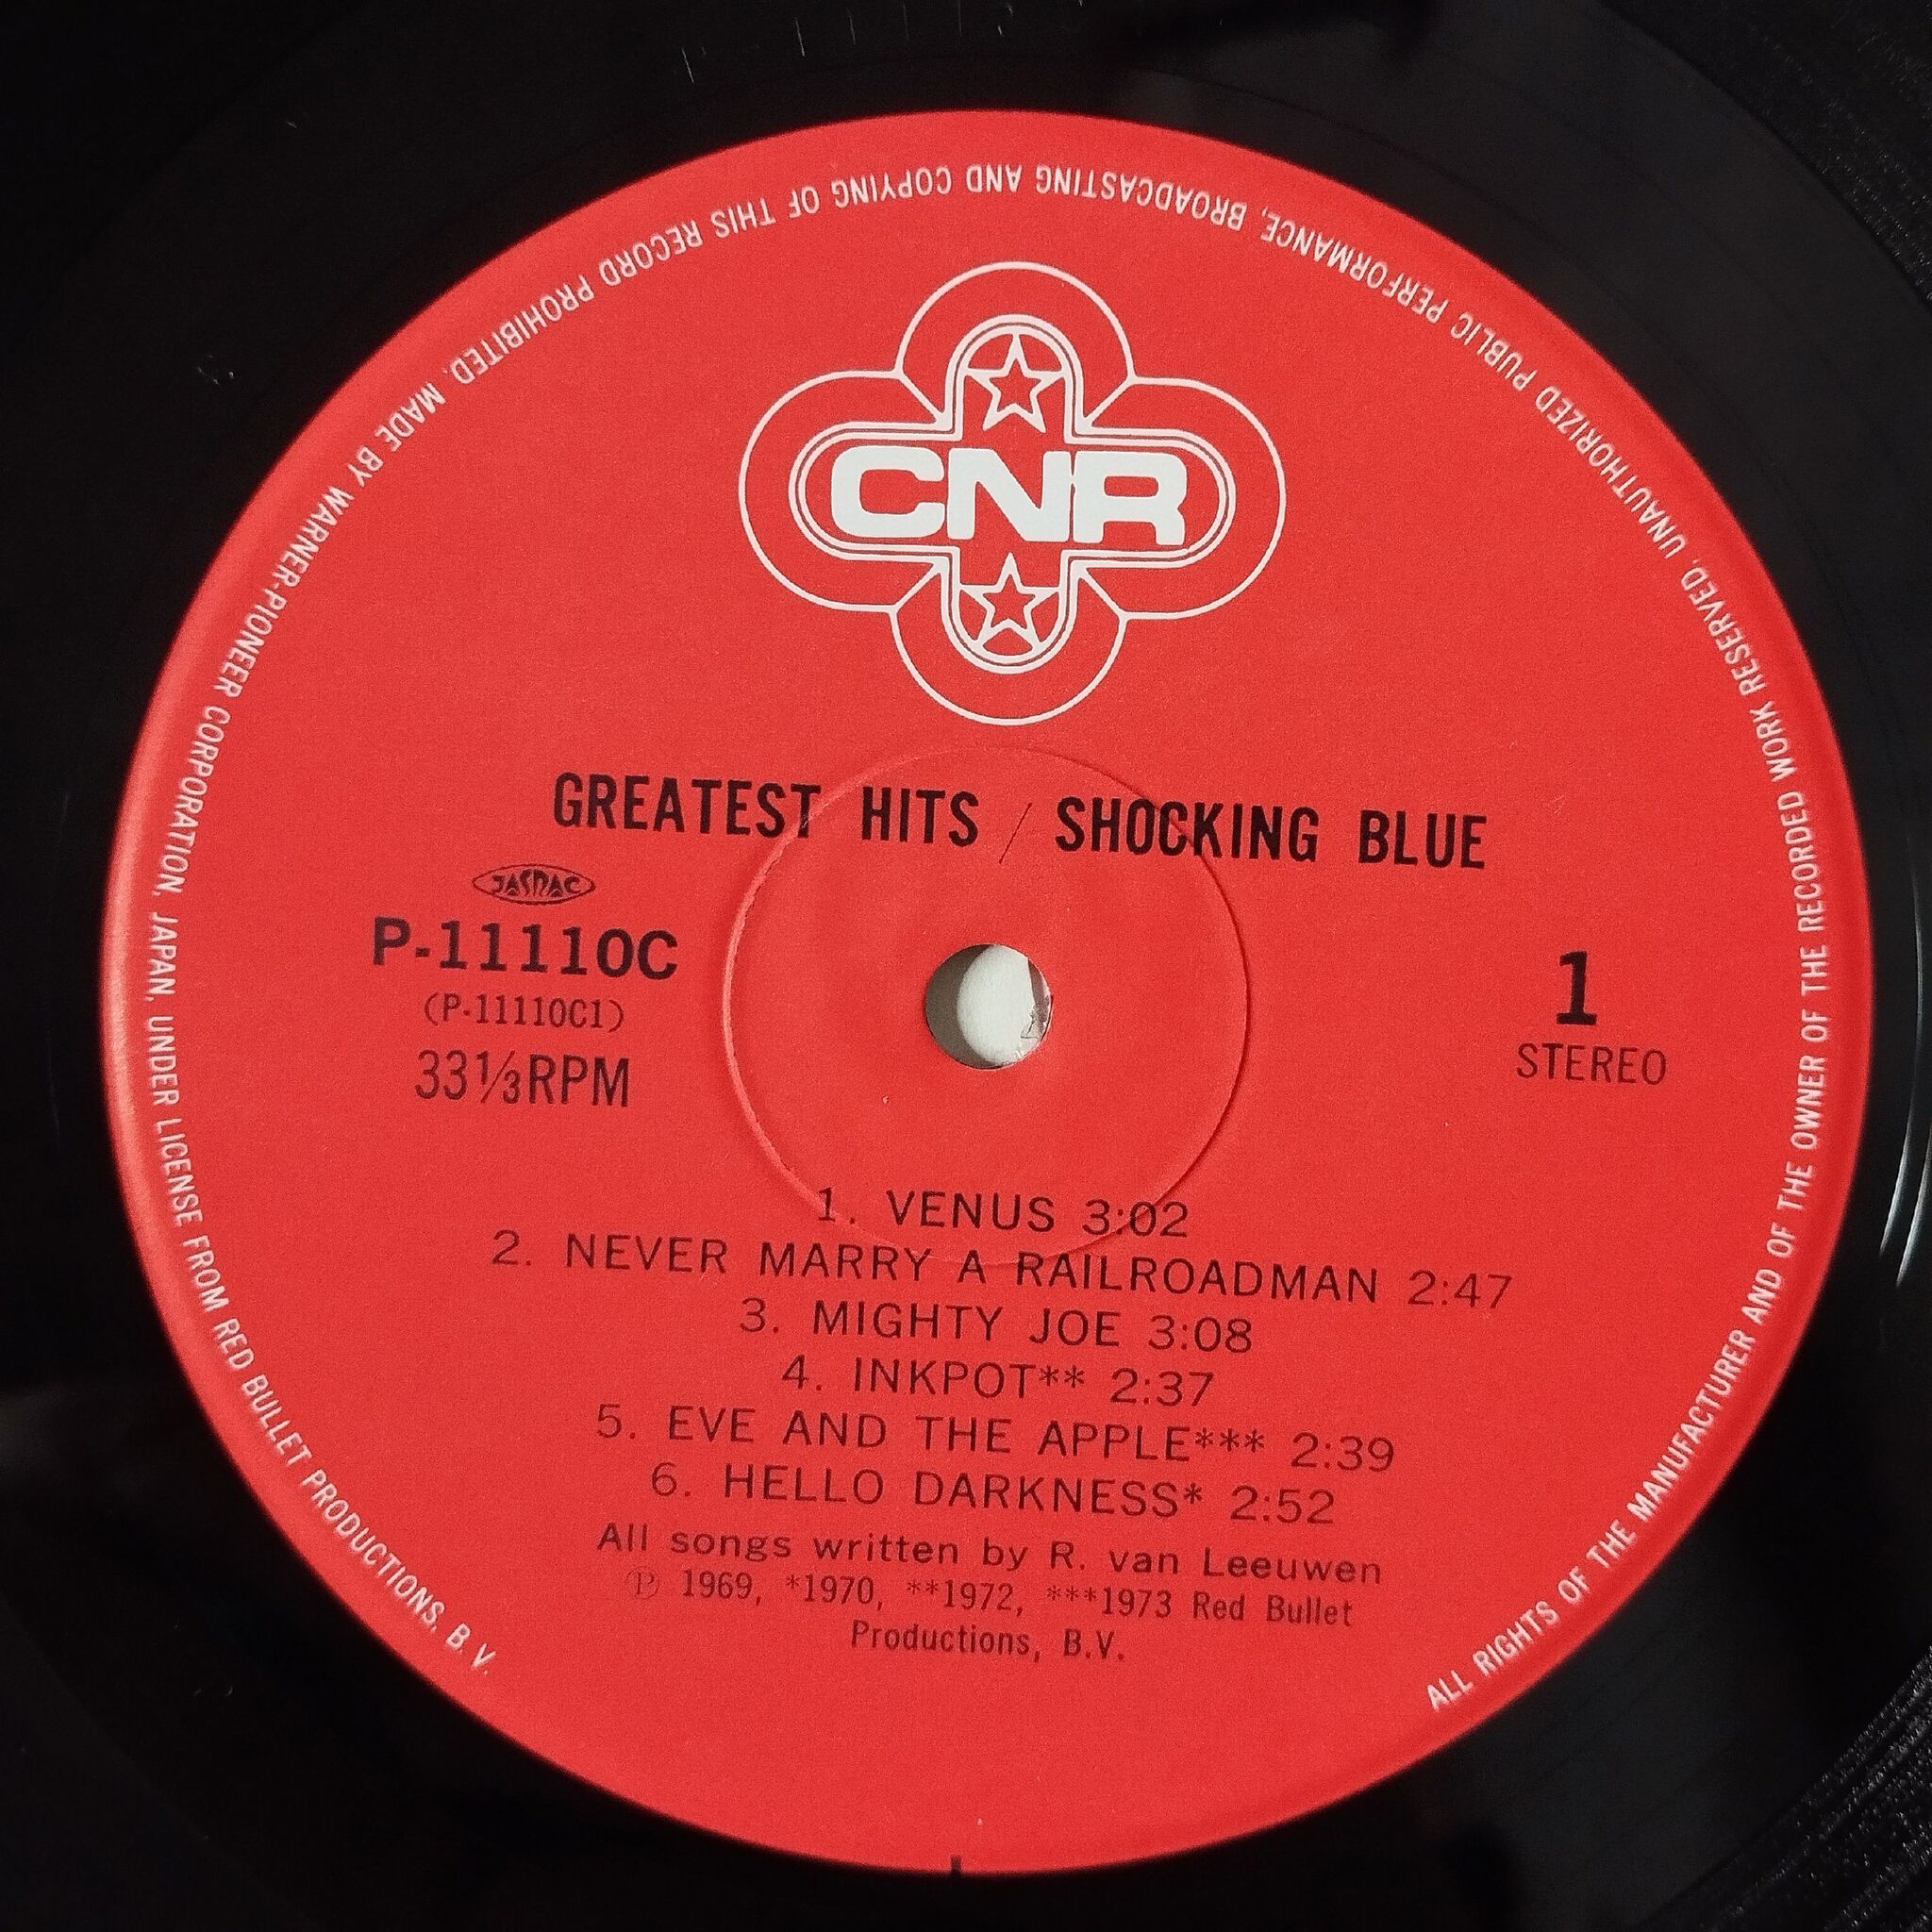 CNR
GREATEST HITS / SHOCKING BLUE
JASRAC
P-11110C
(P-11110C1)
33⅓RPM
1
STEREO
1. VENUS 3:02
2. NEVER MARRY A RAILROADMAN 2:47
3. MIGHTY JOE 3:08
4. INKPOT** 2:37
5. EVE AND THE APPLE*** 2:39
6. HELLO DARKNESS* 2:52
All songs written by R. van Leeuwen
Ⓟ 1969, *1970, **1972, ***1973 Red Bullet
Productions, B.V.
ALL RIGHTS OF THE MANUFACTURER AND OF THE OWNER OF THE RECORDED WORK RESERVED. UNAUTHORIZED PUBLIC PERFORMANCE, BROADCASTING AND COPYING OF THIS RECORD PROHIBITED. MADE BY WARNER-PIONEER CORPORATION, JAPAN, UNDER LICENSE FROM RED BULLET PRODUCTIONS, B.V.